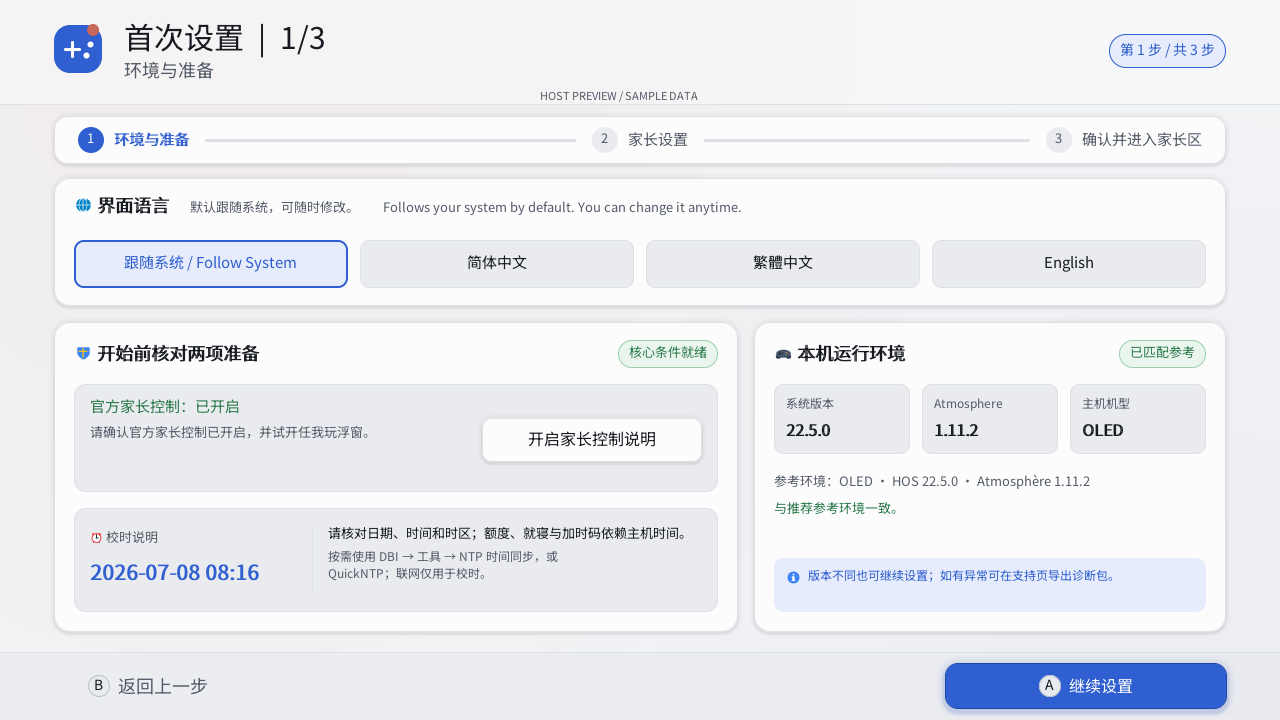 首次设置 | 1/3
环境与准备
第 1 步 / 共 3 步
HOST PREVIEW / SAMPLE DATA
1 环境与准备
2 家长设置
3 确认并进入家长区
界面语言 默认跟随系统，可随时修改。 Follows your system by default. You can change it anytime.
跟随系统 / Follow System
简体中文
繁體中文
English
开始前核对两项准备
核心条件就绪
官方家长控制：已开启
请确认官方家长控制已开启，并试开任我玩浮窗。
开启家长控制说明
校时说明
2026-07-08 08:16
请核对日期、时间和时区；额度、就寝与加时码依赖主机时间。
按需使用 DBI → 工具 → NTP 时间同步，或
QuickNTP；联网仅用于校时。
本机运行环境
已匹配参考
系统版本
22.5.0
Atmosphere
1.11.2
主机机型
OLED
参考环境：OLED • HOS 22.5.0 • Atmosphère 1.11.2
与推荐参考环境一致。
版本不同也可继续设置；如有异常可在支持页导出诊断包。
B 返回上一步
A 继续设置